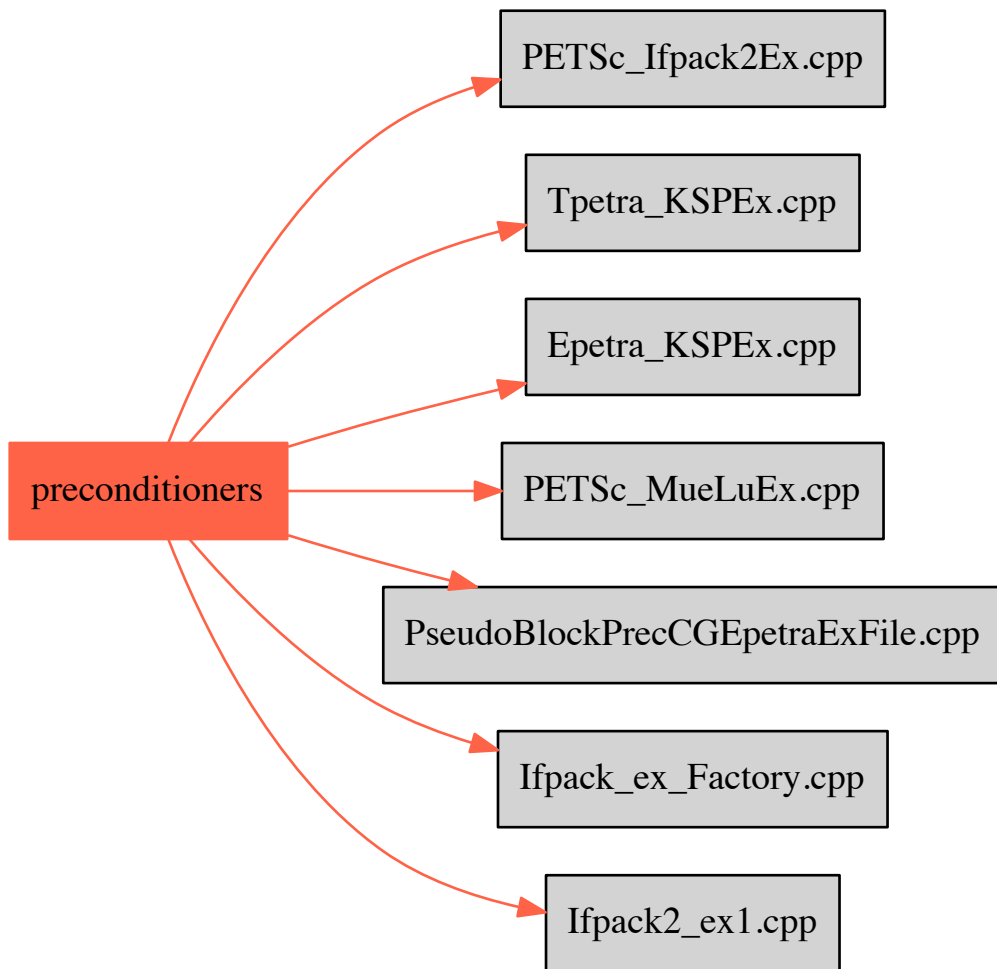 PETSc_Ifpack2Ex.cpp
Tpetra_KSPEx.cpp
Epetra_KSPEx.cpp
preconditioners
PETSc_MueLuEx.cpp
PseudoBlockPrecCGEpetraExFile.cpp
Ifpack_ex_Factory.cpp
Ifpack2_ex1.cpp